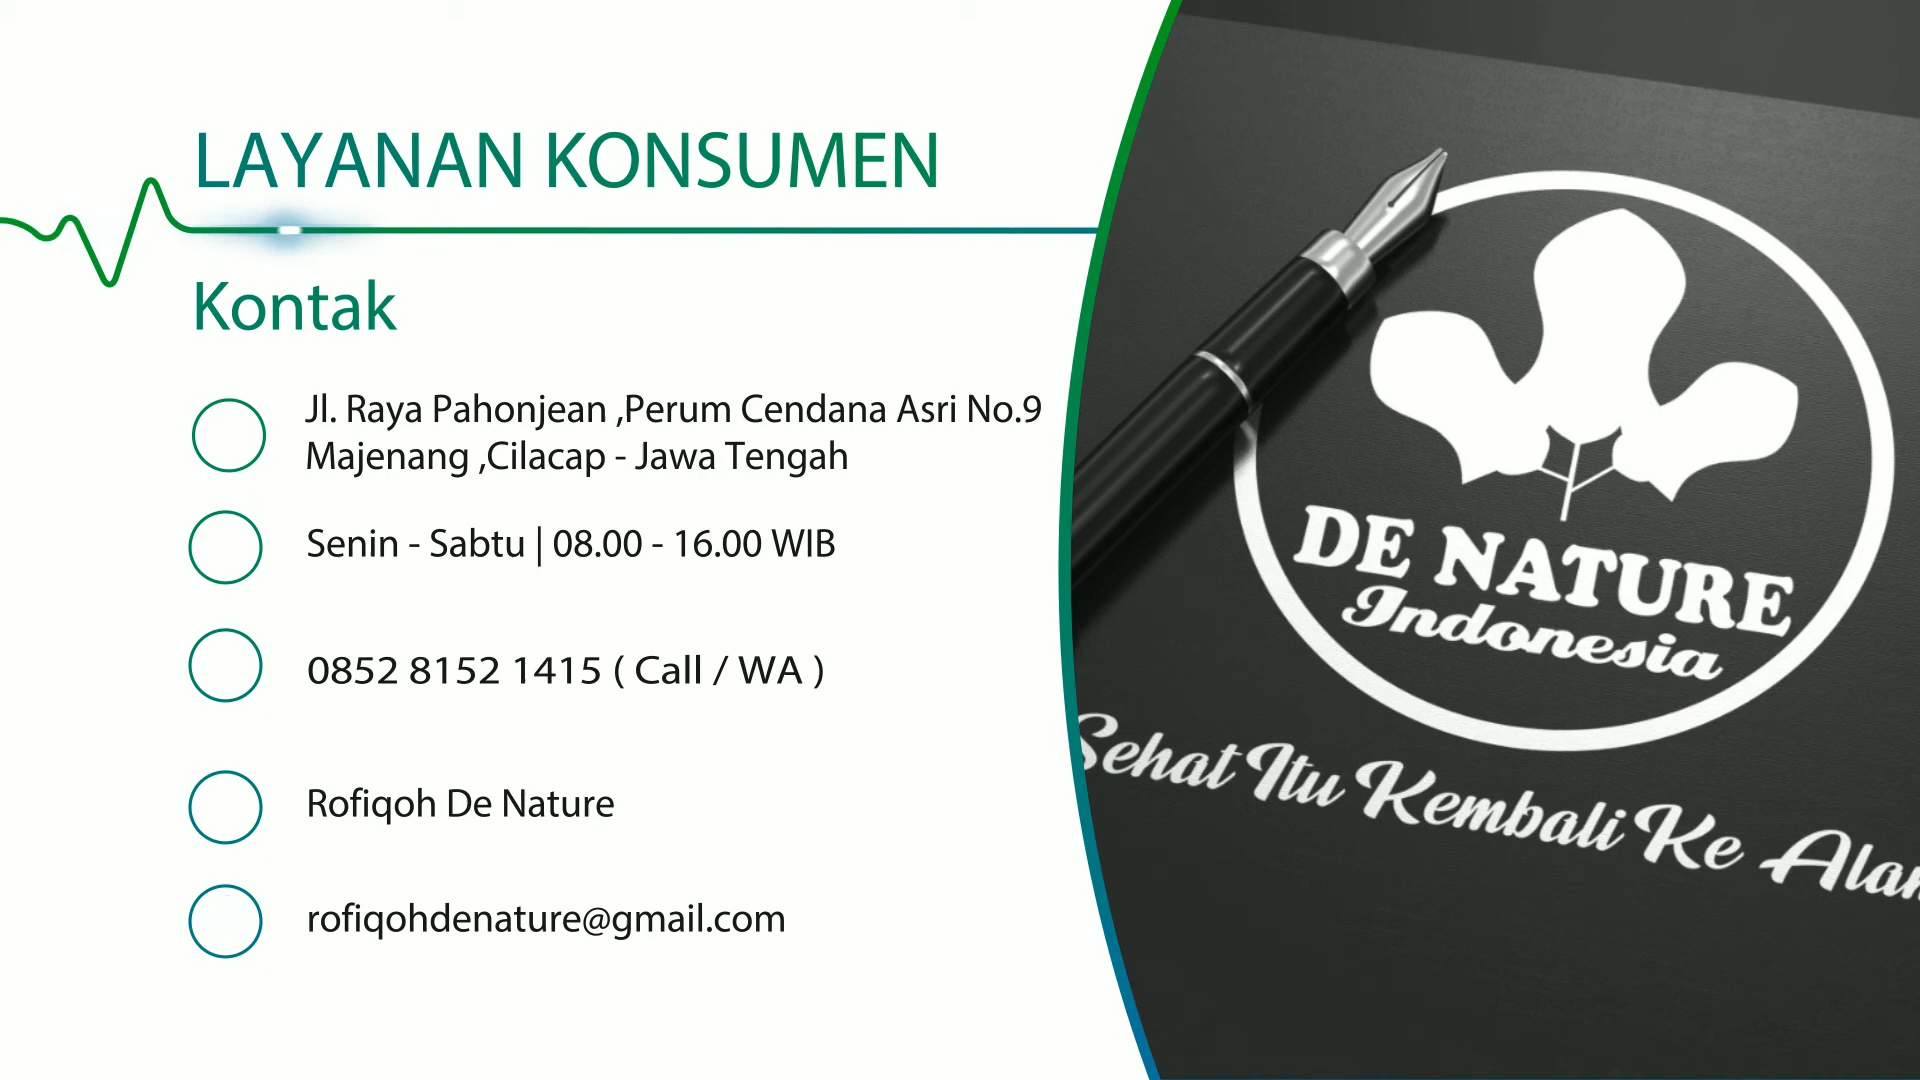 LAYANAN KONSUMEN
Kontak
Jl. Raya Pahonjean ,Perum Cendana Asri No.9
Majenang ,Cilacap - Jawa Tengah
Senin - Sabtu | 08.00 - 16.00 WIB
0852 8152 1415 ( Call / WA )
Rofiqoh De Nature
rofiqohdenature@gmail.com
DE NATURE
Indonesia
Sehat Itu Kembali Ke